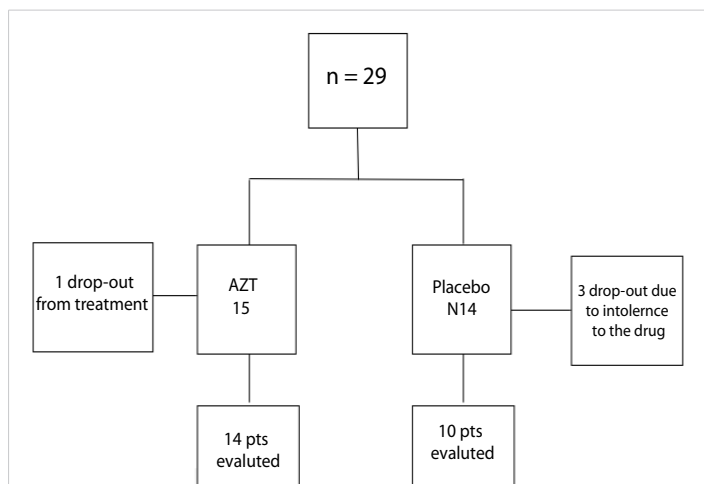 n = 29
1 drop-out
from treatment
AZT
15
Placebo
N14
3 drop-out due
to intolernce
to the drug
14 pts
evaluted
10 pts
evaluted